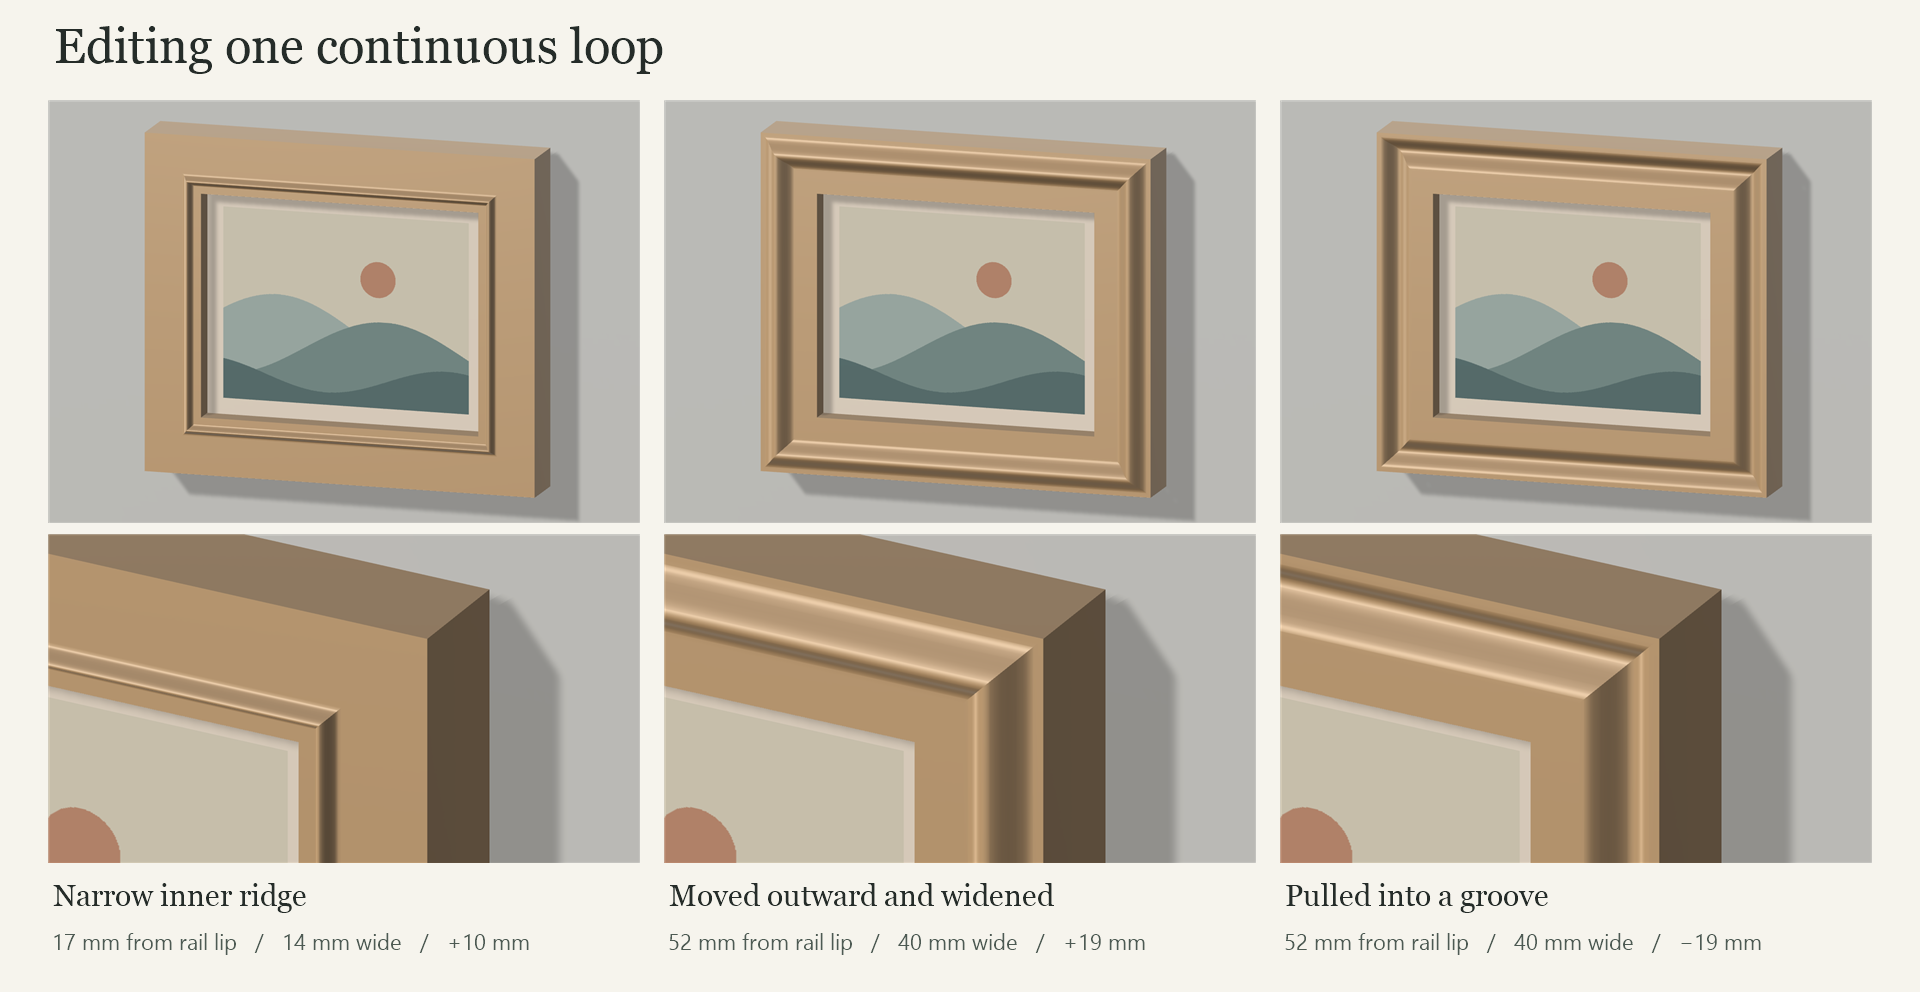 Editing one continuous loop
Narrow inner ridge
17 mm from rail lip / 14 mm wide / +10 mm
Moved outward and widened
52 mm from rail lip / 40 mm wide / +19 mm
Pulled into a groove
52 mm from rail lip / 40 mm wide / −19 mm